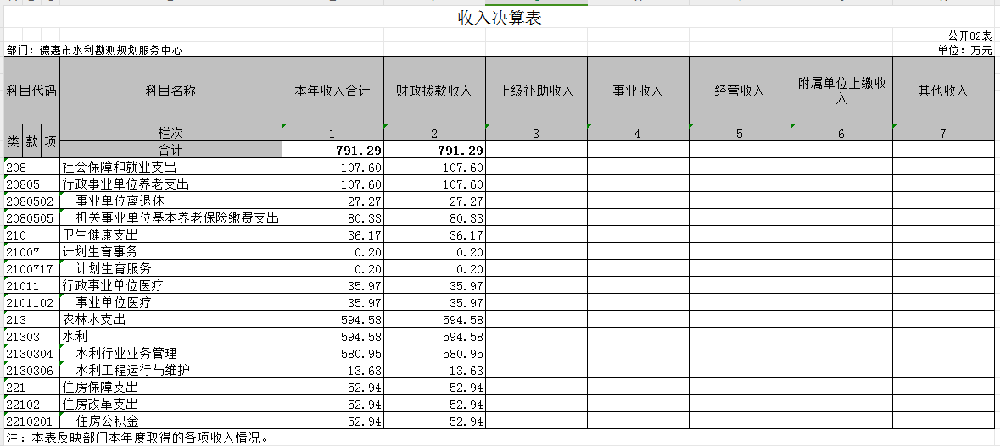 收入决算表
公开02表
部门：德惠市水利勘测规划服务中心 单位：万元
科目代码 科目名称 本年收入合计 财政拨款收入 上级补助收入 事业收入 经营收入 附属单位上缴收入 其他收入
类 款 项 栏次 1 2 3 4 5 6 7
合计 791.29 791.29
208 社会保障和就业支出 107.60 107.60
20805 行政事业单位养老支出 107.60 107.60
2080502 事业单位离退休 27.27 27.27
2080505 机关事业单位基本养老保险缴费支出 80.33 80.33
210 卫生健康支出 36.17 36.17
21007 计划生育事务 0.20 0.20
2100717 计划生育服务 0.20 0.20
21011 行政事业单位医疗 35.97 35.97
2101102 事业单位医疗 35.97 35.97
213 农林水支出 594.58 594.58
21303 水利 594.58 594.58
2130304 水利行业业务管理 580.95 580.95
2130306 水利工程运行与维护 13.63 13.63
221 住房保障支出 52.94 52.94
22102 住房改革支出 52.94 52.94
2210201 住房公积金 52.94 52.94
注：本表反映部门本年度取得的各项收入情况。